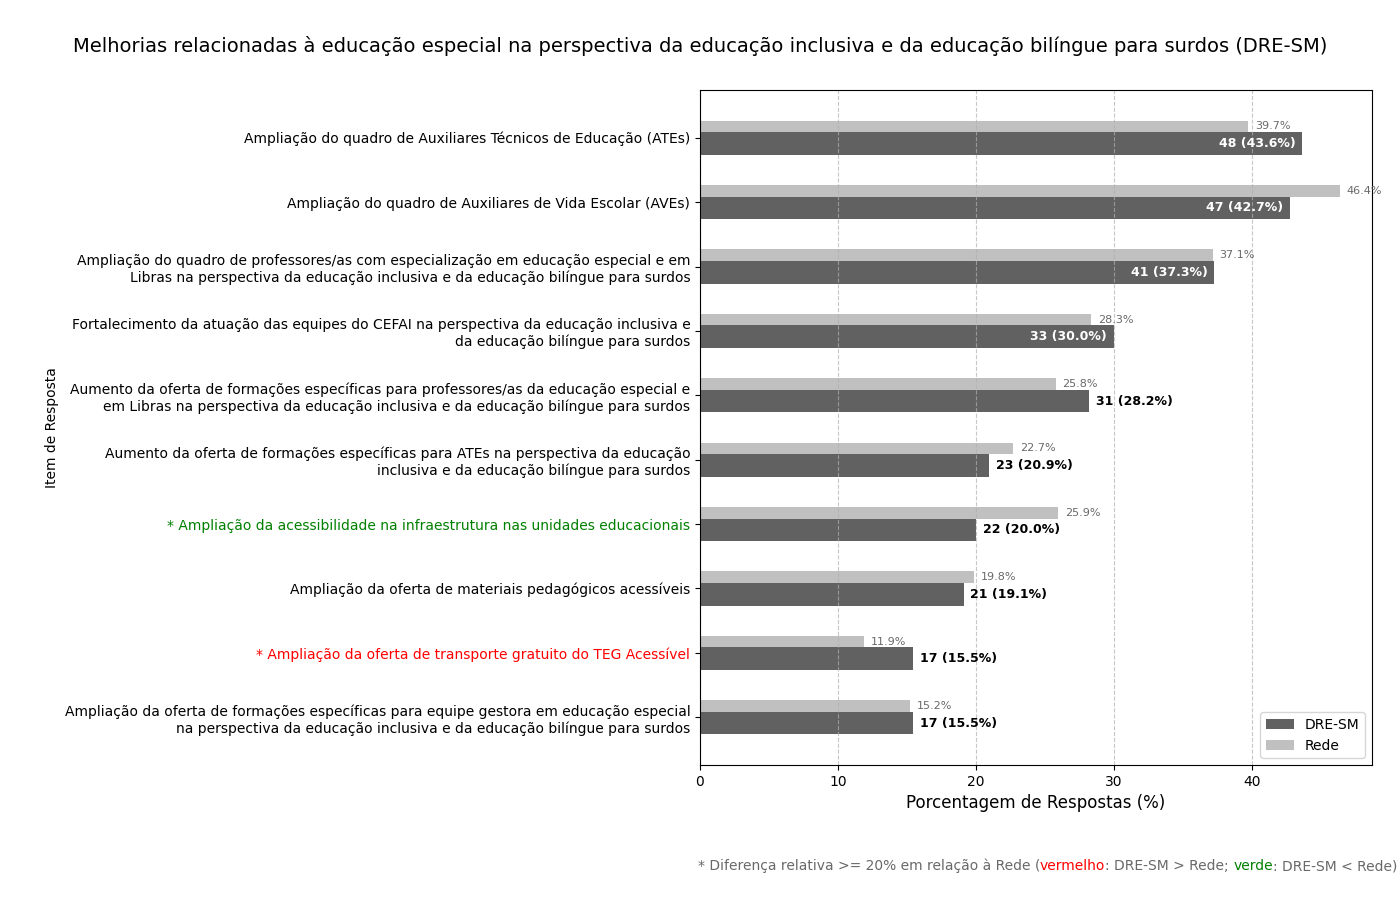 Melhorias relacionadas à educação especial na perspectiva da educação inclusiva e da educação bilíngue para surdos (DRE-SM)
Item de Resposta
Ampliação do quadro de Auxiliares Técnicos de Educação (ATEs)
39.7%
48 (43.6%)
Ampliação do quadro de Auxiliares de Vida Escolar (AVEs)
46.4%
47 (42.7%)
Ampliação do quadro de professores/as com especialização em educação especial e em
Libras na perspectiva da educação inclusiva e da educação bilíngue para surdos
37.1%
41 (37.3%)
Fortalecimento da atuação das equipes do CEFAI na perspectiva da educação inclusiva e
da educação bilíngue para surdos
28.3%
33 (30.0%)
Aumento da oferta de formações específicas para professores/as da educação especial e
em Libras na perspectiva da educação inclusiva e da educação bilíngue para surdos
25.8%
31 (28.2%)
Aumento da oferta de formações específicas para ATEs na perspectiva da educação
inclusiva e da educação bilíngue para surdos
22.7%
23 (20.9%)
* Ampliação da acessibilidade na infraestrutura nas unidades educacionais
25.9%
22 (20.0%)
Ampliação da oferta de materiais pedagógicos acessíveis
19.8%
21 (19.1%)
* Ampliação da oferta de transporte gratuito do TEG Acessível
11.9%
17 (15.5%)
Ampliação da oferta de formações específicas para equipe gestora em educação especial
na perspectiva da educação inclusiva e da educação bilíngue para surdos
15.2%
17 (15.5%)
DRE-SM
Rede
0 10 20 30 40
Porcentagem de Respostas (%)
* Diferença relativa >= 20% em relação à Rede (vermelho: DRE-SM > Rede; verde: DRE-SM < Rede)